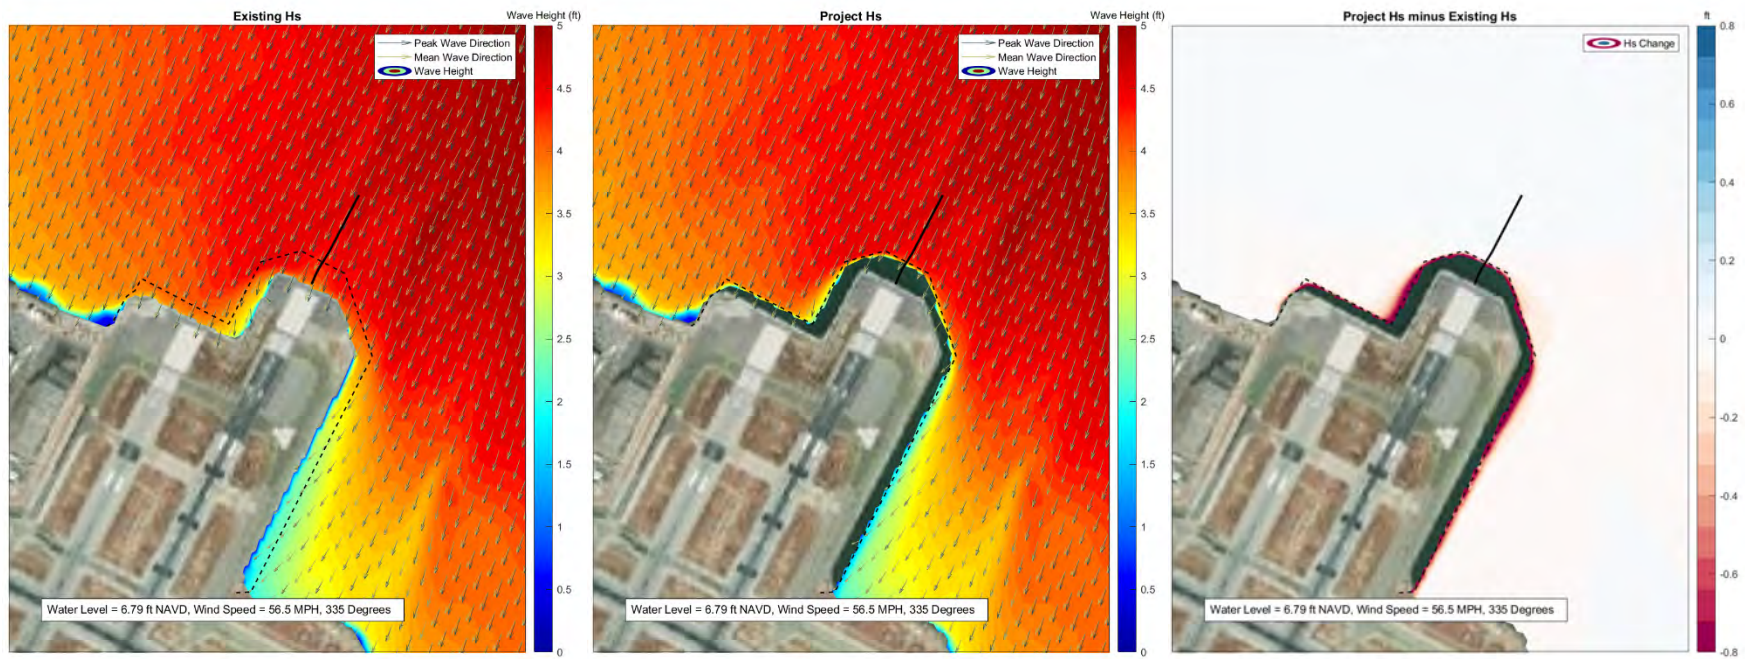 Existing Hs
Wave Height (ft)
Peak Wave Direction
Mean Wave Direction
Wave Height
5
4.5
4
3.5
3
2.5
2
1.5
1
0.5
0
Water Level = 6.79 ft NAVD, Wind Speed = 56.5 MPH, 335 Degrees
Project Hs
Wave Height (ft)
Peak Wave Direction
Mean Wave Direction
Wave Height
5
4.5
4
3.5
3
2.5
2
1.5
1
0.5
0
Water Level = 6.79 ft NAVD, Wind Speed = 56.5 MPH, 335 Degrees
Project Hs minus Existing Hs
ft
Hs Change
0.8
0.6
0.4
0.2
0
-0.2
-0.4
-0.6
-0.8
Water Level = 6.79 ft NAVD, Wind Speed = 56.5 MPH, 335 Degrees